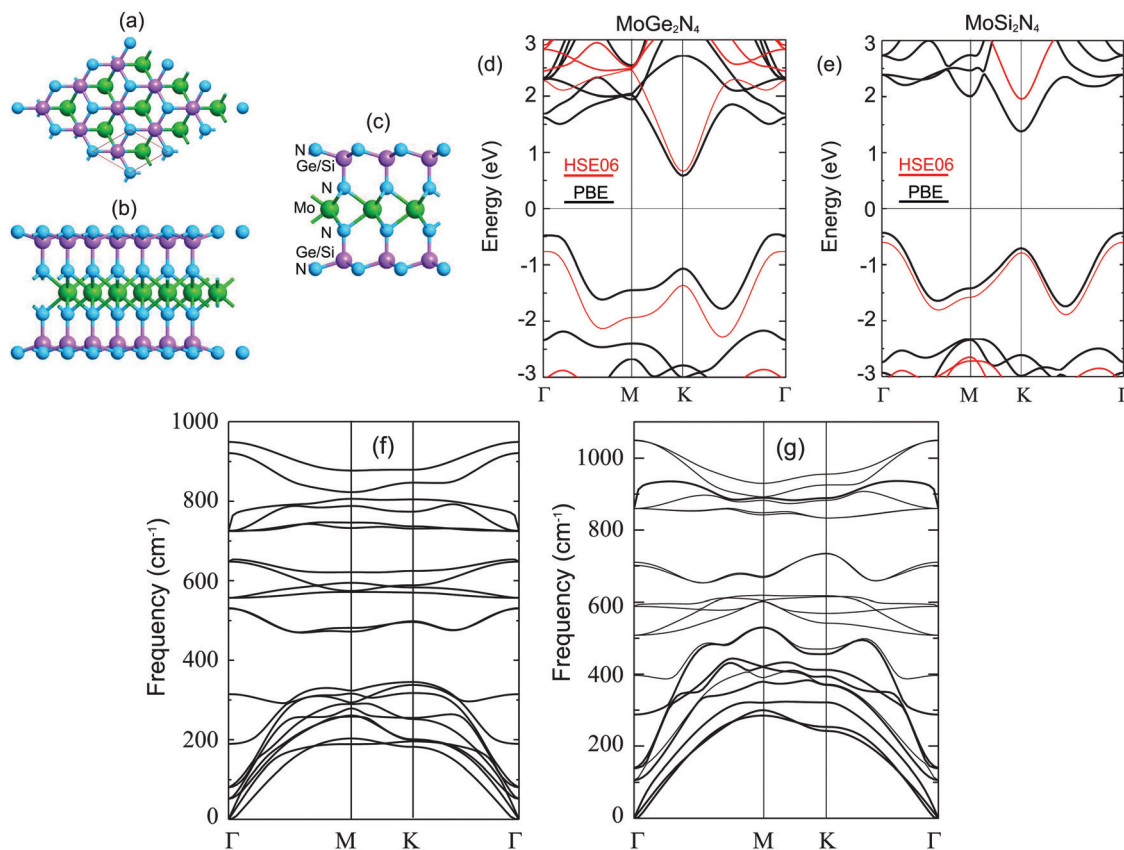 (a)
(b)
(c)
N
Ge/Si
N
Mo
N
Ge/Si
N
MoGe₂N₄
(d)
3
2
1
0
-1
-2
-3
Energy (eV)
HSE06
PBE
Γ M K Γ
MoSi₂N₄
(e)
3
2
1
0
-1
-2
-3
Energy (eV)
HSE06
PBE
Γ M K Γ
(f)
1000
800
600
400
200
0
Frequency (cm⁻¹)
Γ M K Γ
(g)
1000
800
600
400
200
0
Frequency (cm⁻¹)
Γ M K Γ